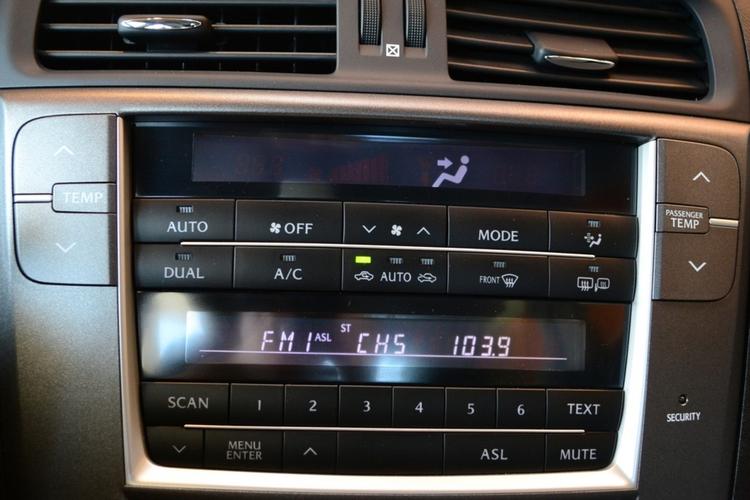 TEMP
PASSENGER
TEMP
AUTO OFF MODE
DUAL A/C AUTO FRONT
FM1 ASL ST CH5 103.9
SCAN 1 2 3 4 5 6 TEXT
MENU
ENTER
ASL MUTE
SECURITY